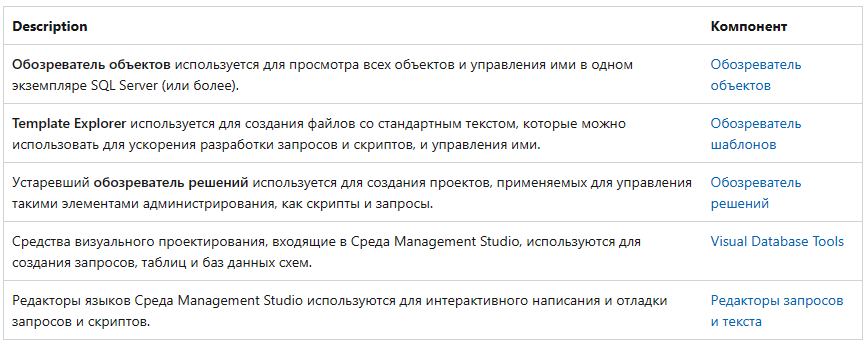 Description Компонент
Обозреватель объектов используется для просмотра всех объектов и управления ими в одном Обозреватель
экземпляре SQL Server (или более). объектов
Template Explorer используется для создания файлов со стандартным текстом, которые можно Обозреватель
использовать для ускорения разработки запросов и скриптов, и управления ими. шаблонов
Устаревший обозреватель решений используется для создания проектов, применяемых для управления Обозреватель
такими элементами администрирования, как скрипты и запросы. решений
Средства визуального проектирования, входящие в Среда Management Studio, используются для Visual Database Tools
создания запросов, таблиц и баз данных схем.
Редакторы языков Среда Management Studio используются для интерактивного написания и отладки Редакторы запросов
запросов и скриптов. и текста